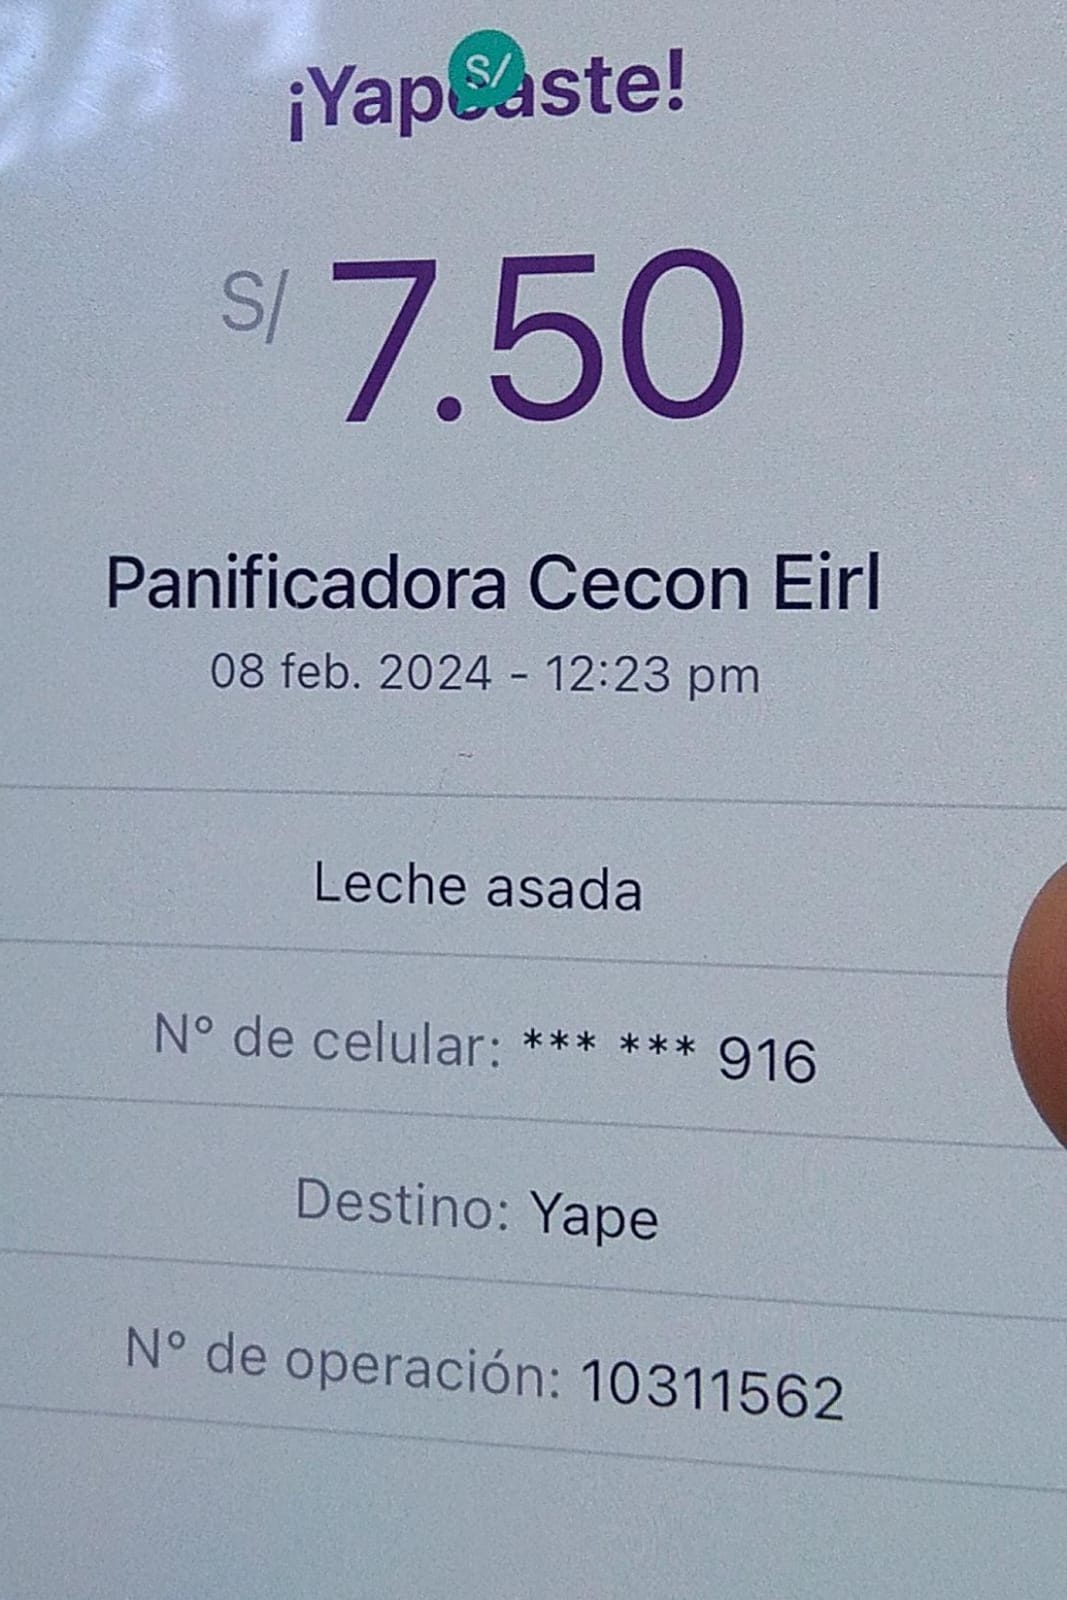 ¡Yapeaste!
S/
S/ 7.50
Panificadora Cecon Eirl
08 feb. 2024 - 12:23 pm
Leche asada
N° de celular: *** *** 916
Destino: Yape
N° de operación: 10311562